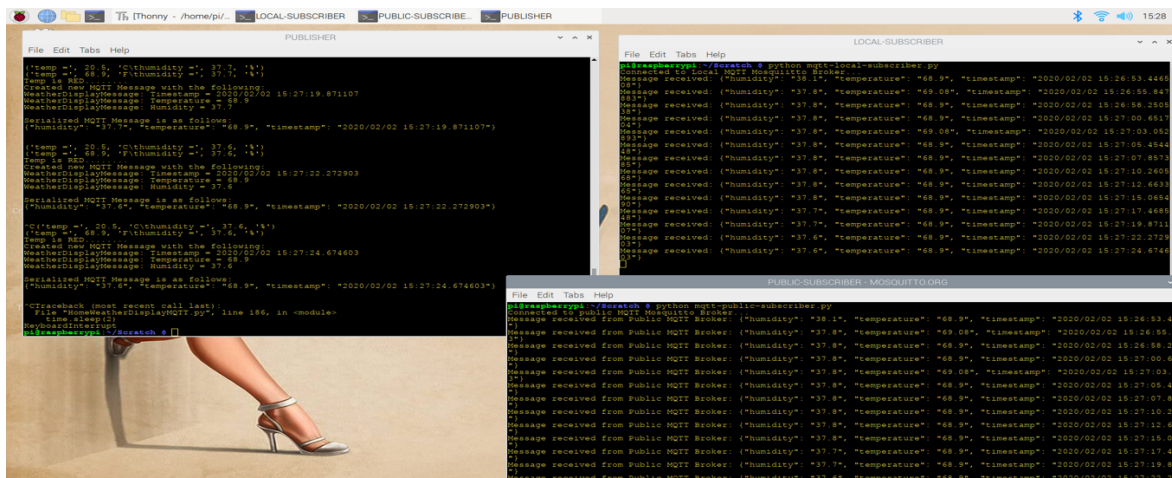 Th [Thonny - /home/pi/...
LOCAL-SUBSCRIBER
PUBLIC-SUBSCRIBE...
PUBLISHER
15:28
PUBLISHER
File Edit Tabs Help
('temp =', 20.5, 'C\thumidity =', 37.7, '%')
('temp =', 68.9, 'F\thumidity =', 37.7, '%')
Temp is RED........
Created new MQTT Message with the following:
WeatherDisplayMessage: Timestamp = 2020/02/02 15:27:19.871107
WeatherDisplayMessage: Temperature = 68.9
WeatherDisplayMessage: Humidity = 37.7
Serialized MQTT Message is as follows:
{"humidity": "37.7", "temperature": "68.9", "timestamp": "2020/02/02 15:27:19.871107"}
('temp =', 20.5, 'C\thumidity =', 37.6, '%')
('temp =', 68.9, 'F\thumidity =', 37.6, '%')
Temp is RED........
Created new MQTT Message with the following:
WeatherDisplayMessage: Timestamp = 2020/02/02 15:27:22.272903
WeatherDisplayMessage: Temperature = 68.9
WeatherDisplayMessage: Humidity = 37.6
Serialized MQTT Message is as follows:
{"humidity": "37.6", "temperature": "68.9", "timestamp": "2020/02/02 15:27:22.272903"}
^C('temp =', 20.5, 'C\thumidity =', 37.6, '%')
('temp =', 68.9, 'F\thumidity =', 37.6, '%')
Temp is RED........
Created new MQTT Message with the following:
WeatherDisplayMessage: Timestamp = 2020/02/02 15:27:24.674603
WeatherDisplayMessage: Temperature = 68.9
WeatherDisplayMessage: Humidity = 37.6
Serialized MQTT Message is as follows:
{"humidity": "37.6", "temperature": "68.9", "timestamp": "2020/02/02 15:27:24.674603"}
^CTraceback (most recent call last):
File "HomeWeatherDisplayMQTT.py", line 186, in <module>
time.sleep(2)
KeyboardInterrupt
pi@raspberrypi:~/Scratch $
LOCAL-SUBSCRIBER
File Edit Tabs Help
pi@raspberrypi:~/Scratch $ python mqtt-local-subscriber.py
Connected to Local MQTT Mosquitto Broker...
Message received: {"humidity": "38.1", "temperature": "68.9", "timestamp": "2020/02/02 15:26:53.4465
08"}
Message received: {"humidity": "37.8", "temperature": "69.08", "timestamp": "2020/02/02 15:26:55.847
883"}
Message received: {"humidity": "37.8", "temperature": "68.9", "timestamp": "2020/02/02 15:26:58.2505
38"}
Message received: {"humidity": "37.8", "temperature": "68.9", "timestamp": "2020/02/02 15:27:00.6517
04"}
Message received: {"humidity": "37.8", "temperature": "69.08", "timestamp": "2020/02/02 15:27:03.052
893"}
Message received: {"humidity": "37.8", "temperature": "68.9", "timestamp": "2020/02/02 15:27:05.4544
48"}
Message received: {"humidity": "37.8", "temperature": "68.9", "timestamp": "2020/02/02 15:27:07.8573
85"}
Message received: {"humidity": "37.8", "temperature": "68.9", "timestamp": "2020/02/02 15:27:10.2605
68"}
Message received: {"humidity": "37.8", "temperature": "68.9", "timestamp": "2020/02/02 15:27:12.6633
65"}
Message received: {"humidity": "37.8", "temperature": "68.9", "timestamp": "2020/02/02 15:27:15.0654
90"}
Message received: {"humidity": "37.7", "temperature": "68.9", "timestamp": "2020/02/02 15:27:17.4685
48"}
Message received: {"humidity": "37.7", "temperature": "68.9", "timestamp": "2020/02/02 15:27:19.8711
07"}
Message received: {"humidity": "37.6", "temperature": "68.9", "timestamp": "2020/02/02 15:27:22.2729
03"}
Message received: {"humidity": "37.6", "temperature": "68.9", "timestamp": "2020/02/02 15:27:24.6746
03"}
PUBLIC-SUBSCRIBER - MOSQUITTO.ORG
File Edit Tabs Help
pi@raspberrypi:~/Scratch $ python mqtt-public-subscriber.py
Connected to public MQTT Mosquitto Broker...
Message received from Public MQTT Broker: {"humidity": "38.1", "temperature": "68.9", "timestamp": "2020/02/02 15:26:53.4
"}
Message received from Public MQTT Broker: {"humidity": "37.8", "temperature": "69.08", "timestamp": "2020/02/02 15:26:55.
3"}
Message received from Public MQTT Broker: {"humidity": "37.8", "temperature": "68.9", "timestamp": "2020/02/02 15:26:58.2
"}
Message received from Public MQTT Broker: {"humidity": "37.8", "temperature": "68.9", "timestamp": "2020/02/02 15:27:00.6
"}
Message received from Public MQTT Broker: {"humidity": "37.8", "temperature": "69.08", "timestamp": "2020/02/02 15:27:03.
3"}
Message received from Public MQTT Broker: {"humidity": "37.8", "temperature": "68.9", "timestamp": "2020/02/02 15:27:05.4
"}
Message received from Public MQTT Broker: {"humidity": "37.8", "temperature": "68.9", "timestamp": "2020/02/02 15:27:07.8
"}
Message received from Public MQTT Broker: {"humidity": "37.8", "temperature": "68.9", "timestamp": "2020/02/02 15:27:10.2
"}
Message received from Public MQTT Broker: {"humidity": "37.8", "temperature": "68.9", "timestamp": "2020/02/02 15:27:12.6
"}
Message received from Public MQTT Broker: {"humidity": "37.8", "temperature": "68.9", "timestamp": "2020/02/02 15:27:15.0
"}
Message received from Public MQTT Broker: {"humidity": "37.7", "temperature": "68.9", "timestamp": "2020/02/02 15:27:17.4
"}
Message received from Public MQTT Broker: {"humidity": "37.7", "temperature": "68.9", "timestamp": "2020/02/02 15:27:19.8
"}